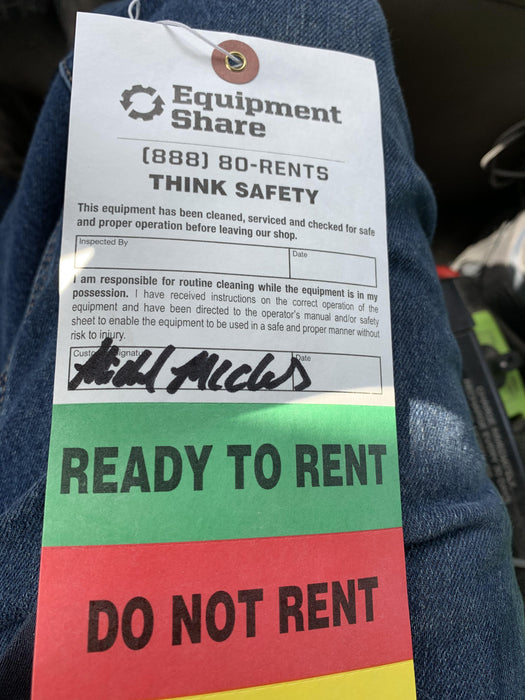 Equipment
Share
(888) 80-RENTS
THINK SAFETY
This equipment has been cleaned, serviced and checked for safe
and proper operation before leaving our shop.
Inspected By
Date
I am responsible for routine cleaning while the equipment is in my
possession. I have received instructions on the correct operation of the
equipment and have been directed to the operator's manual and/or safety
sheet to enable the equipment to be used in a safe and proper manner without
risk to injury.
Date
READY TO RENT
DO NOT RENT